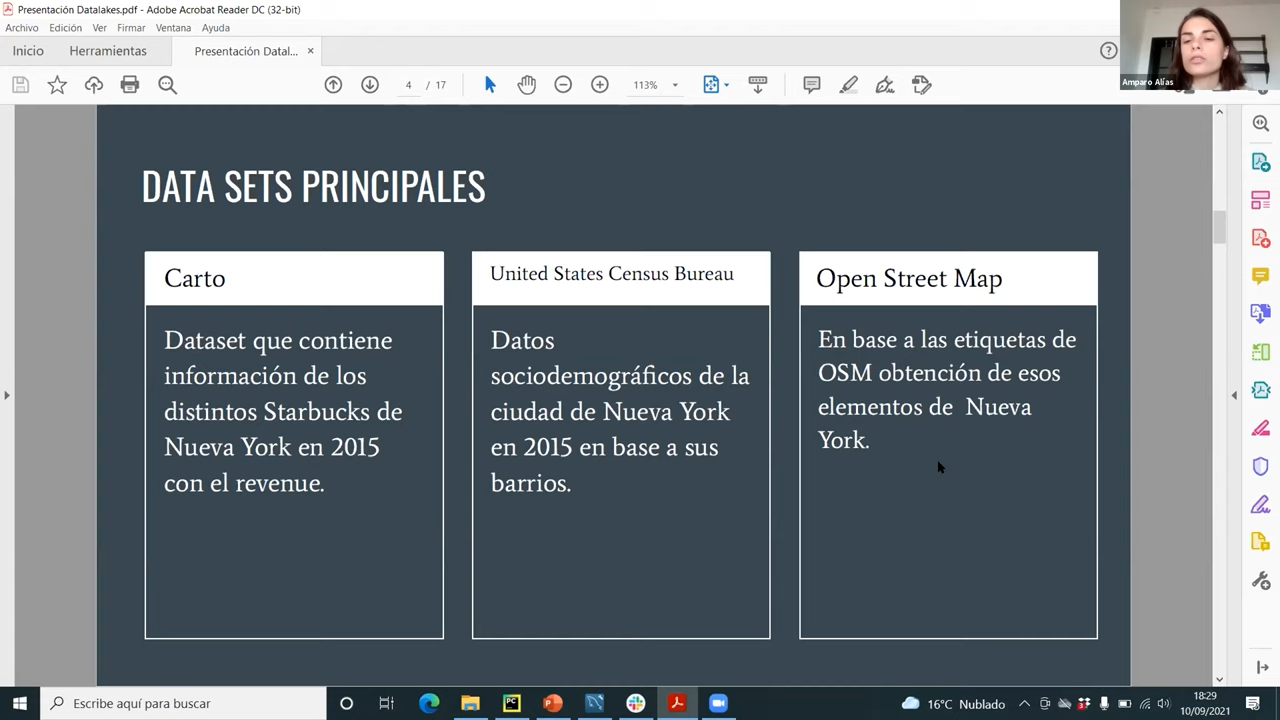 Presentación Datalakes.pdf - Adobe Acrobat Reader DC (32-bit)
Archivo Edición Ver Firmar Ventana Ayuda
Inicio Herramientas Presentación Datal... ×
4 / 17 113%
Amparo Alías
DATA SETS PRINCIPALES
Carto
Dataset que contiene
información de los
distintos Starbucks de
Nueva York en 2015
con el revenue.
United States Census Bureau
Datos
sociodemográficos de la
ciudad de Nueva York
en 2015 en base a sus
barrios.
Open Street Map
En base a las etiquetas de
OSM obtención de esos
elementos de Nueva
York.
Escribe aquí para buscar
16°C Nublado
18:29
10/09/2021